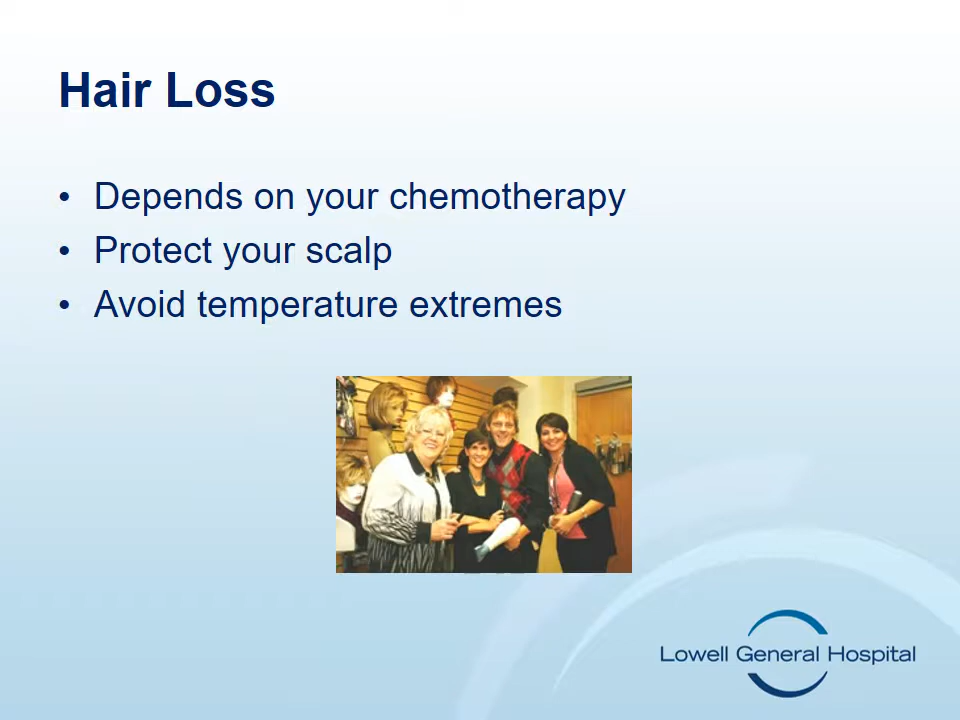 Hair Loss
• Depends on your chemotherapy
• Protect your scalp
• Avoid temperature extremes
Lowell General Hospital